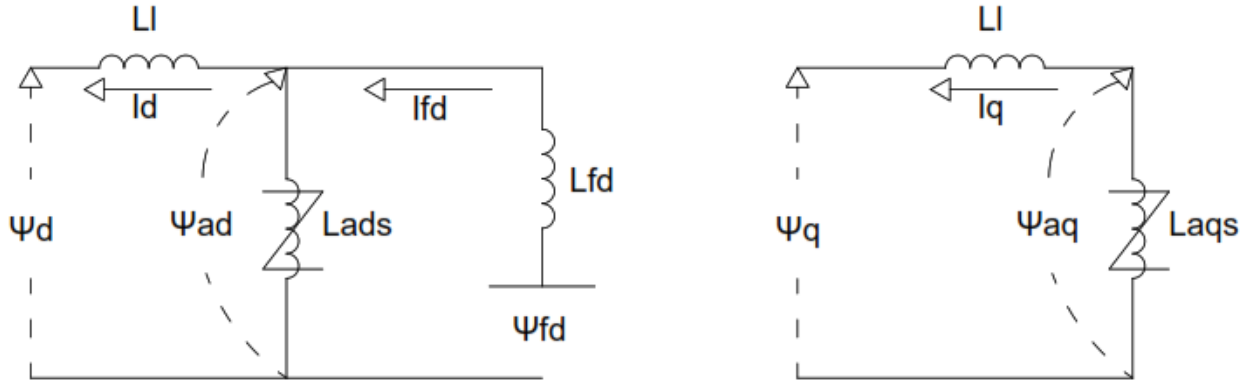 Ll
Id
Ifd
Lfd
Ψd
Ψad
Lads
Ψfd
Ll
Iq
Ψq
Ψaq
Laqs